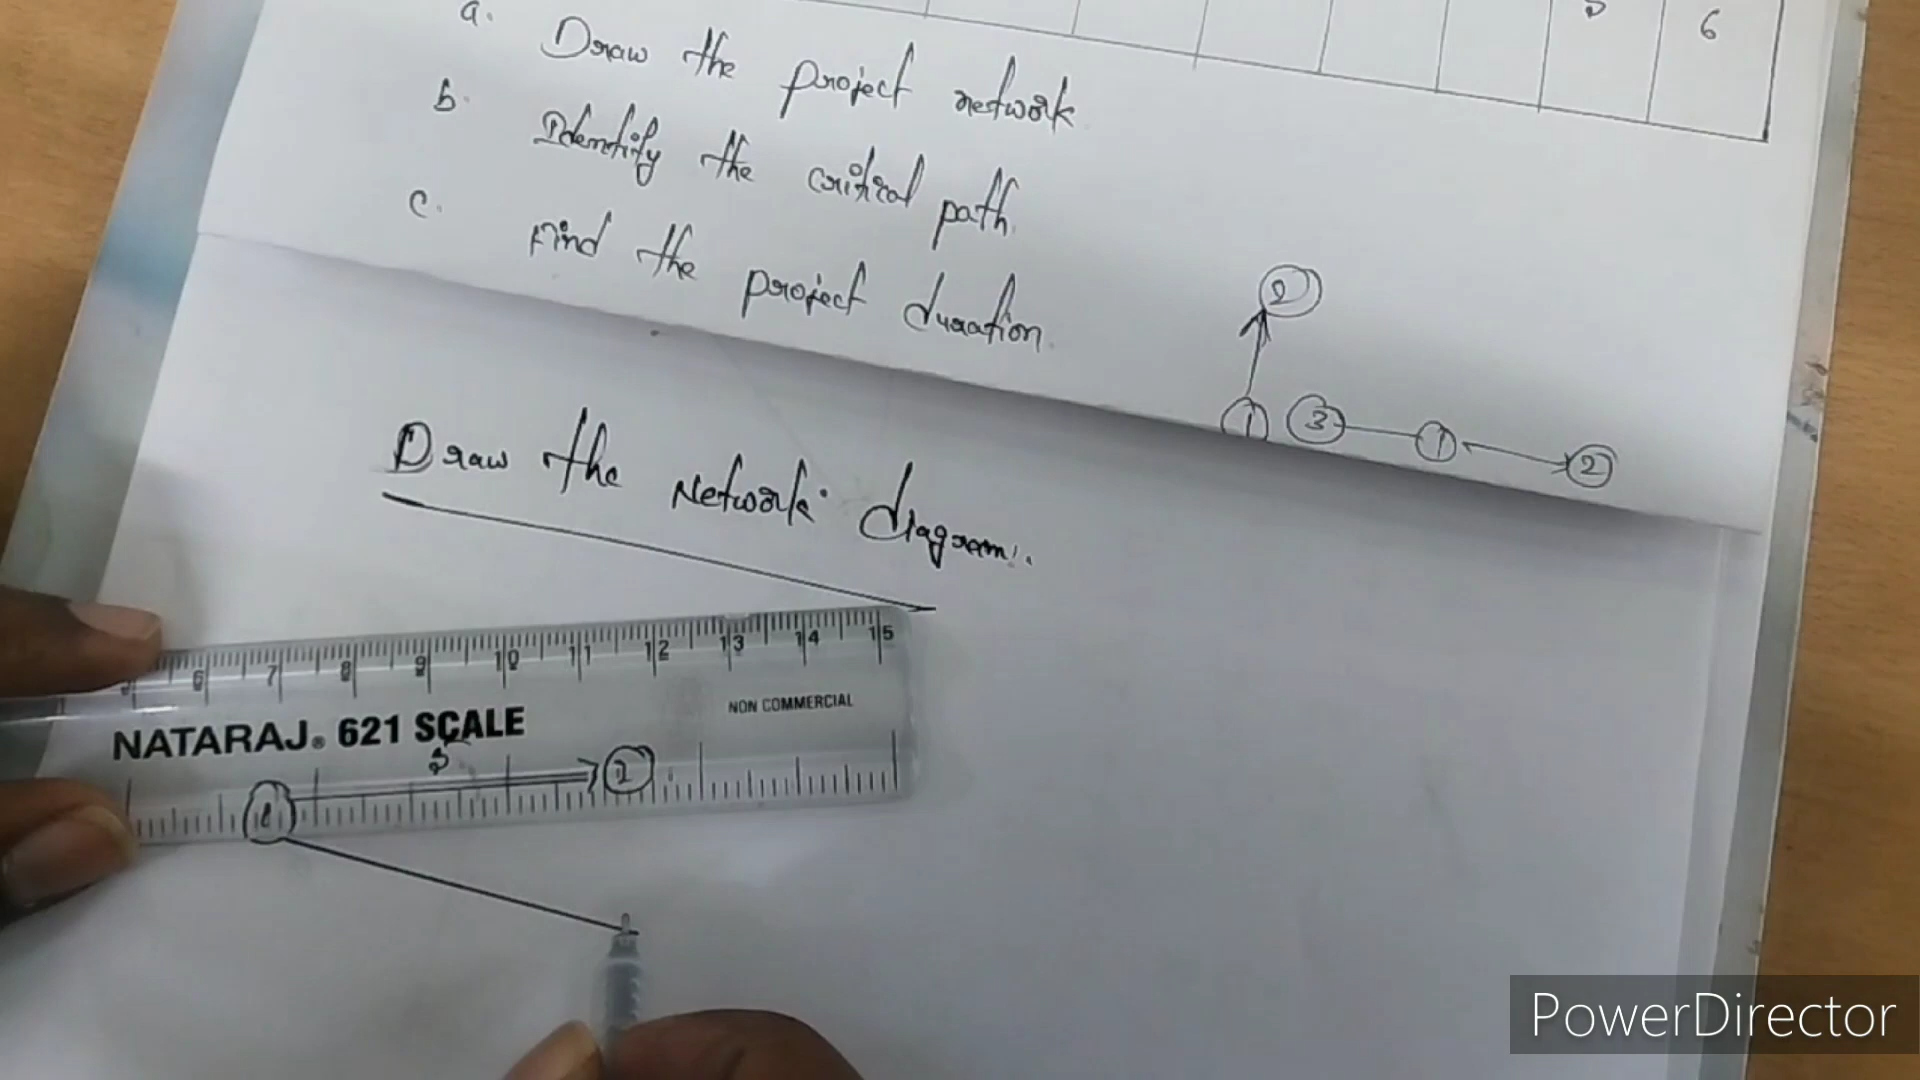 6
a. Draw the project network
b. Identify the critical path.
c. Find the project duration.
2
1 3 1 2
Draw the Network diagram:.
6 7 8 9 10 11 12 13 14 15
NATARAJ® 621 SCALE NON COMMERCIAL
1 2
PowerDirector